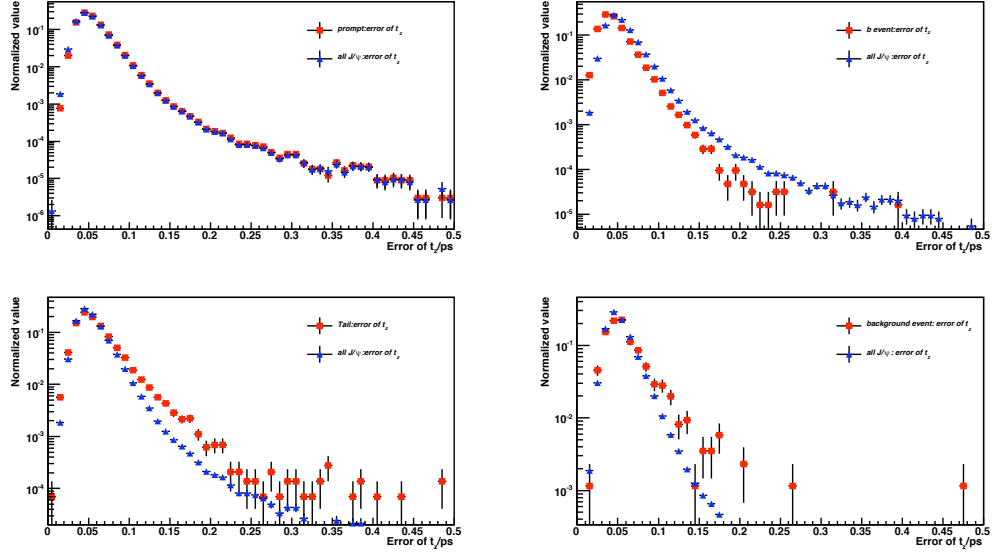 Normalized value
10⁻¹
10⁻²
10⁻³
10⁻⁴
10⁻⁵
10⁻⁶
prompt:error of t_z
all J/ψ:error of t_z
0 0.05 0.1 0.15 0.2 0.25 0.3 0.35 0.4 0.45 0.5
Error of t_z/ps
Normalized value
10⁻¹
10⁻²
10⁻³
10⁻⁴
10⁻⁵
b event:error of t_z
all J/ψ:error of t_z
0 0.05 0.1 0.15 0.2 0.25 0.3 0.35 0.4 0.45 0.5
Error of t_z/ps
Normalized value
10⁻¹
10⁻²
10⁻³
10⁻⁴
Tail:error of t_z
all J/ψ:error of t_z
0 0.05 0.1 0.15 0.2 0.25 0.3 0.35 0.4 0.45 0.5
Error of t_z/ps
Normalized value
10⁻¹
10⁻²
10⁻³
background event: error of t_z
all J/ψ : error of t_z
0 0.05 0.1 0.15 0.2 0.25 0.3 0.35 0.4 0.45 0.5
Error of t_z/ps